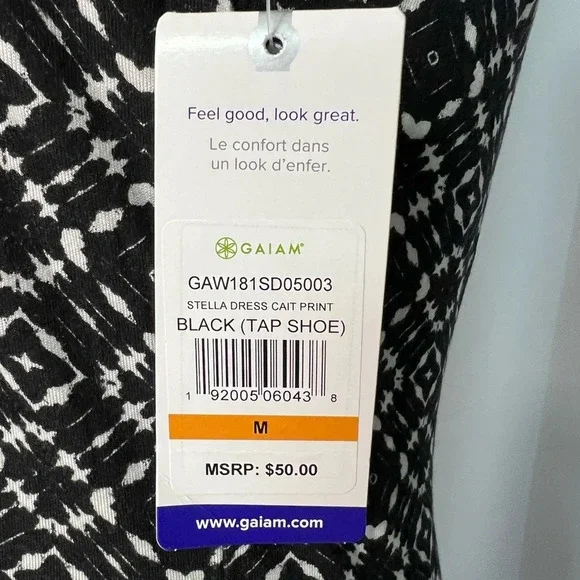 Feel good, look great.
Le confort dans
un look d'enfer.
GAIAM
GAW181SD05003
STELLA DRESS CAIT PRINT
BLACK (TAP SHOE)
1 92005 06043 8
M
MSRP: $50.00
www.gaiam.com